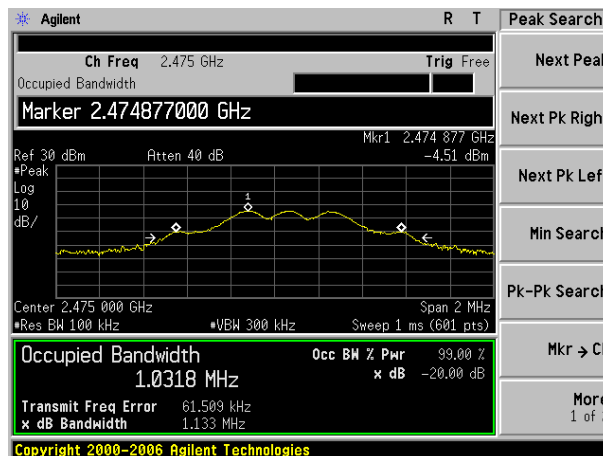 Agilent R T Peak Search
Ch Freq 2.475 GHz Trig Free
Occupied Bandwidth
Marker 2.474877000 GHz
Mkr1 2.474 877 GHz
Ref 30 dBm Atten 40 dB -4.51 dBm
#Peak
Log
10
dB/
1
Center 2.475 000 GHz Span 2 MHz
#Res BW 100 kHz #VBW 300 kHz Sweep 1 ms (601 pts)
Occupied Bandwidth Occ BW % Pwr 99.00 %
1.0318 MHz x dB -20.00 dB
Transmit Freq Error 61.509 kHz
x dB Bandwidth 1.133 MHz
Copyright 2000-2006 Agilent Technologies
Next Peak
Next Pk Righ
Next Pk Lef
Min Search
Pk-Pk Search
Mkr → C
More
1 of